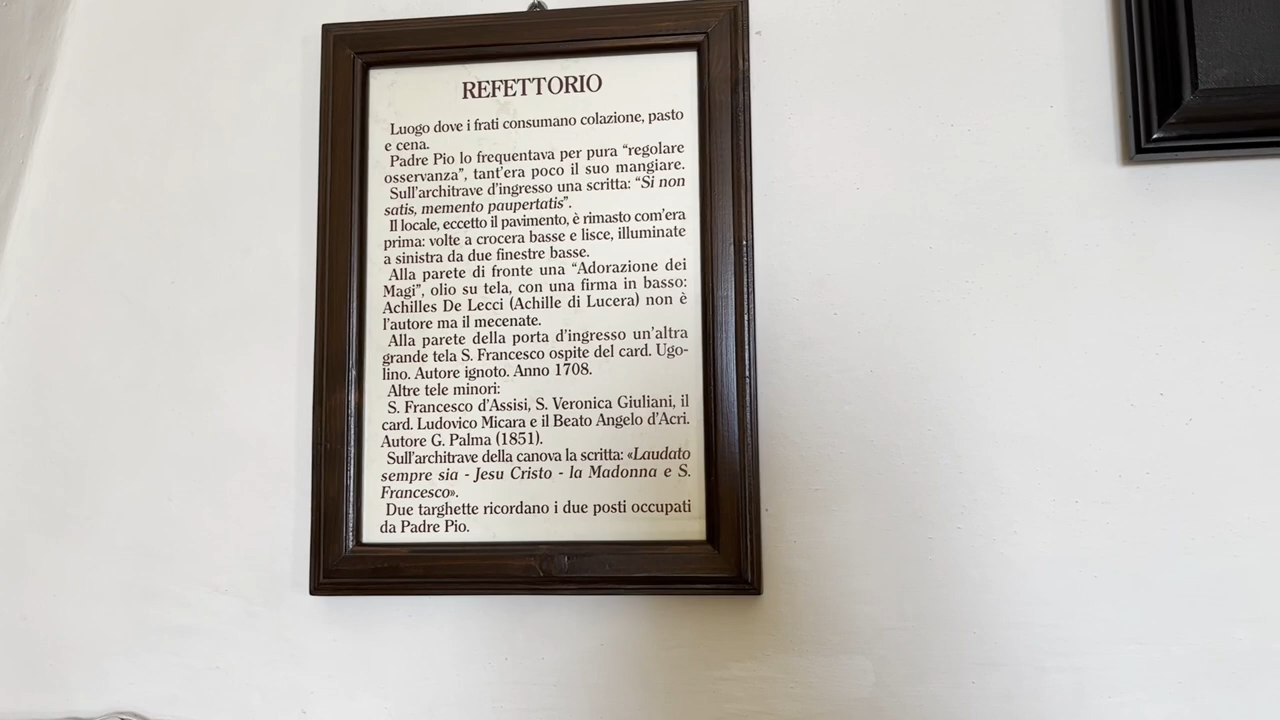 REFETTORIO
Luogo dove i frati consumano colazione, pasto
e cena.
Padre Pio lo frequentava per pura “regolare
osservanza”, tant'era poco il suo mangiare.
Sull'architrave d'ingresso una scritta: “Si non
satis, memento paupertatis”.
Il locale, eccetto il pavimento, è rimasto com'era
prima: volte a crocera basse e lisce, illuminate
a sinistra da due finestre basse.
Alla parete di fronte una “Adorazione dei
Magi”, olio su tela, con una firma in basso:
Achilles De Lecci (Achille di Lucera) non è
l'autore ma il mecenate.
Alla parete della porta d'ingresso un'altra
grande tela S. Francesco ospite del card. Ugo-
lino. Autore ignoto. Anno 1708.
Altre tele minori:
S. Francesco d'Assisi, S. Veronica Giuliani, il
card. Ludovico Micara e il Beato Angelo d'Acri.
Autore G. Palma (1851).
Sull'architrave della canova la scritta: «Laudato
sempre sia - Jesu Cristo - la Madonna e S.
Francesco».
Due targhette ricordano i due posti occupati
da Padre Pio.